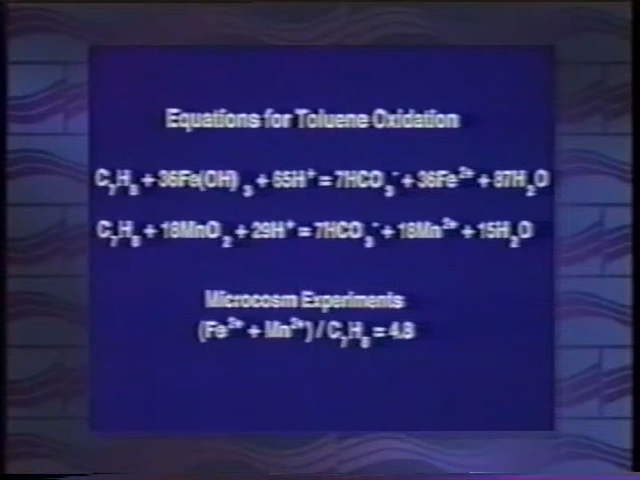 Equations for Toluene Oxidation
C₇H₈ + 36Fe(OH)₃ + 65H⁺ = 7HCO₃⁻ + 36Fe²⁺ + 87H₂O
C₇H₈ + 18MnO₂ + 29H⁺ = 7HCO₃⁻ + 18Mn²⁺ + 15H₂O
Microcosm Experiments
(Fe²⁺ + Mn²⁺) / C₇H₈ = 4.8